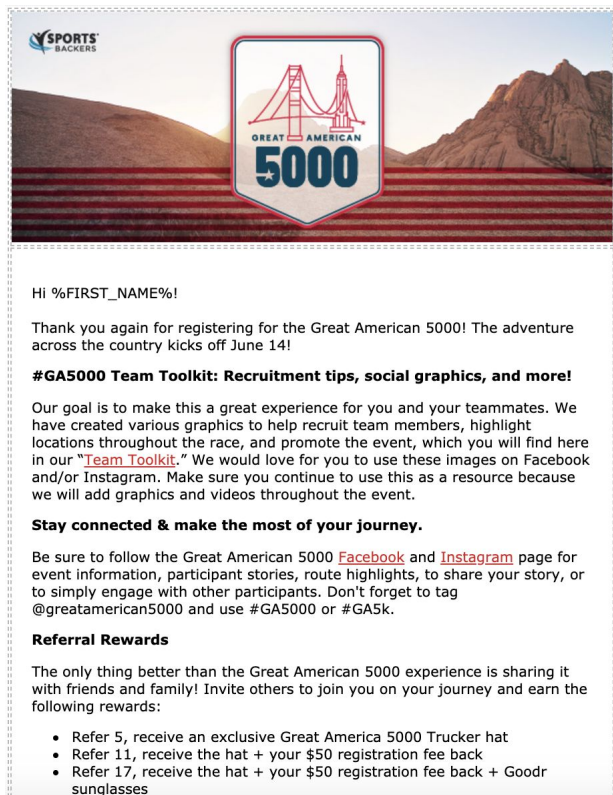 SPORTS
BACKERS
GREAT AMERICAN
5000
Hi %FIRST_NAME%!
Thank you again for registering for the Great American 5000! The adventure
across the country kicks off June 14!
#GA5000 Team Toolkit: Recruitment tips, social graphics, and more!
Our goal is to make this a great experience for you and your teammates. We
have created various graphics to help recruit team members, highlight
locations throughout the race, and promote the event, which you will find here
in our “Team Toolkit.” We would love for you to use these images on Facebook
and/or Instagram. Make sure you continue to use this as a resource because
we will add graphics and videos throughout the event.
Stay connected & make the most of your journey.
Be sure to follow the Great American 5000 Facebook and Instagram page for
event information, participant stories, route highlights, to share your story, or
to simply engage with other participants. Don't forget to tag
@greatamerican5000 and use #GA5000 or #GA5k.
Referral Rewards
The only thing better than the Great American 5000 experience is sharing it
with friends and family! Invite others to join you on your journey and earn the
following rewards:
• Refer 5, receive an exclusive Great America 5000 Trucker hat
• Refer 11, receive the hat + your $50 registration fee back
• Refer 17, receive the hat + your $50 registration fee back + Goodr
sunglasses